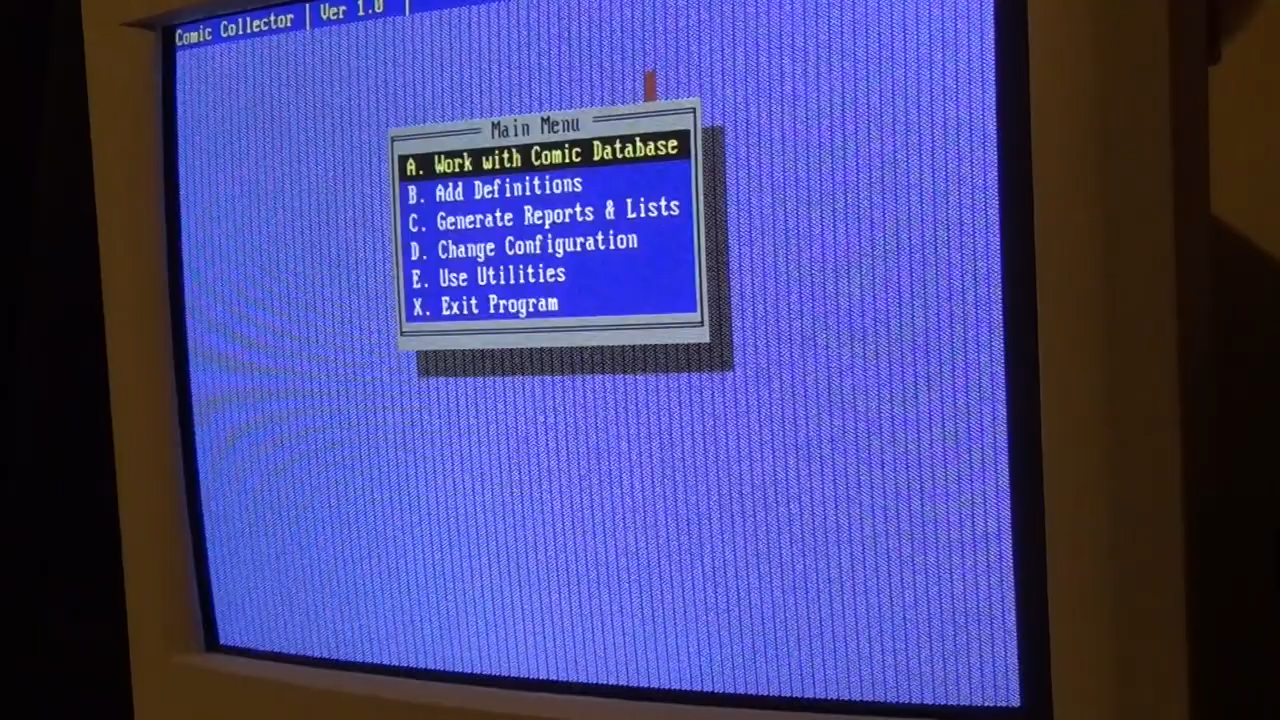 Comic Collector | Ver 1.0 |
Main Menu
A. Work with Comic Database
B. Add Definitions
C. Generate Reports & Lists
D. Change Configuration
E. Use Utilities
X. Exit Program